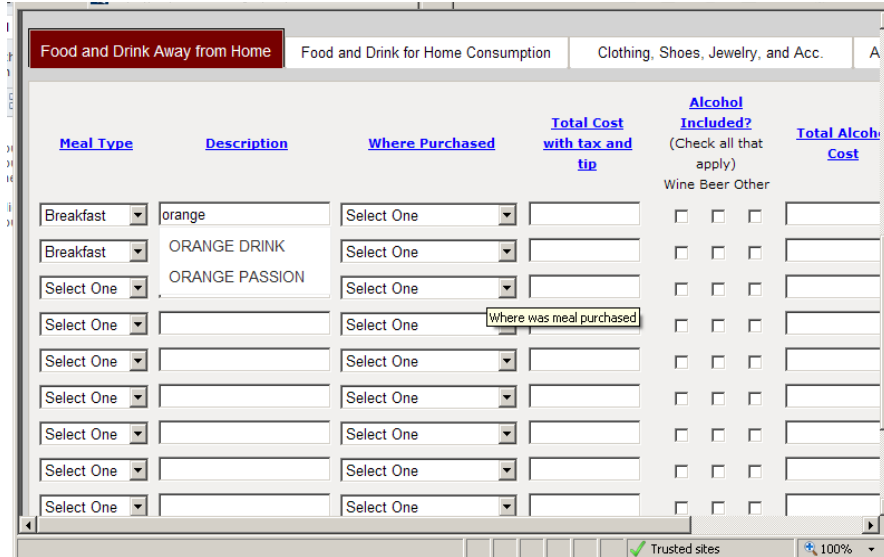 Food and Drink Away from Home
Food and Drink for Home Consumption
Clothing, Shoes, Jewelry, and Acc.
A
Meal Type
Description
Where Purchased
Total Cost
with tax and
tip
Alcohol
Included?
(Check all that
apply)
Wine Beer Other
Total Alcoho
Cost
Breakfast
orange
Select One
Breakfast
ORANGE DRINK
Select One
Select One
ORANGE PASSION
Select One
Where was meal purchased
Select One
Select One
Select One
Select One
Select One
Select One
Select One
Select One
Select One
Select One
Select One
Select One
Trusted sites
100%